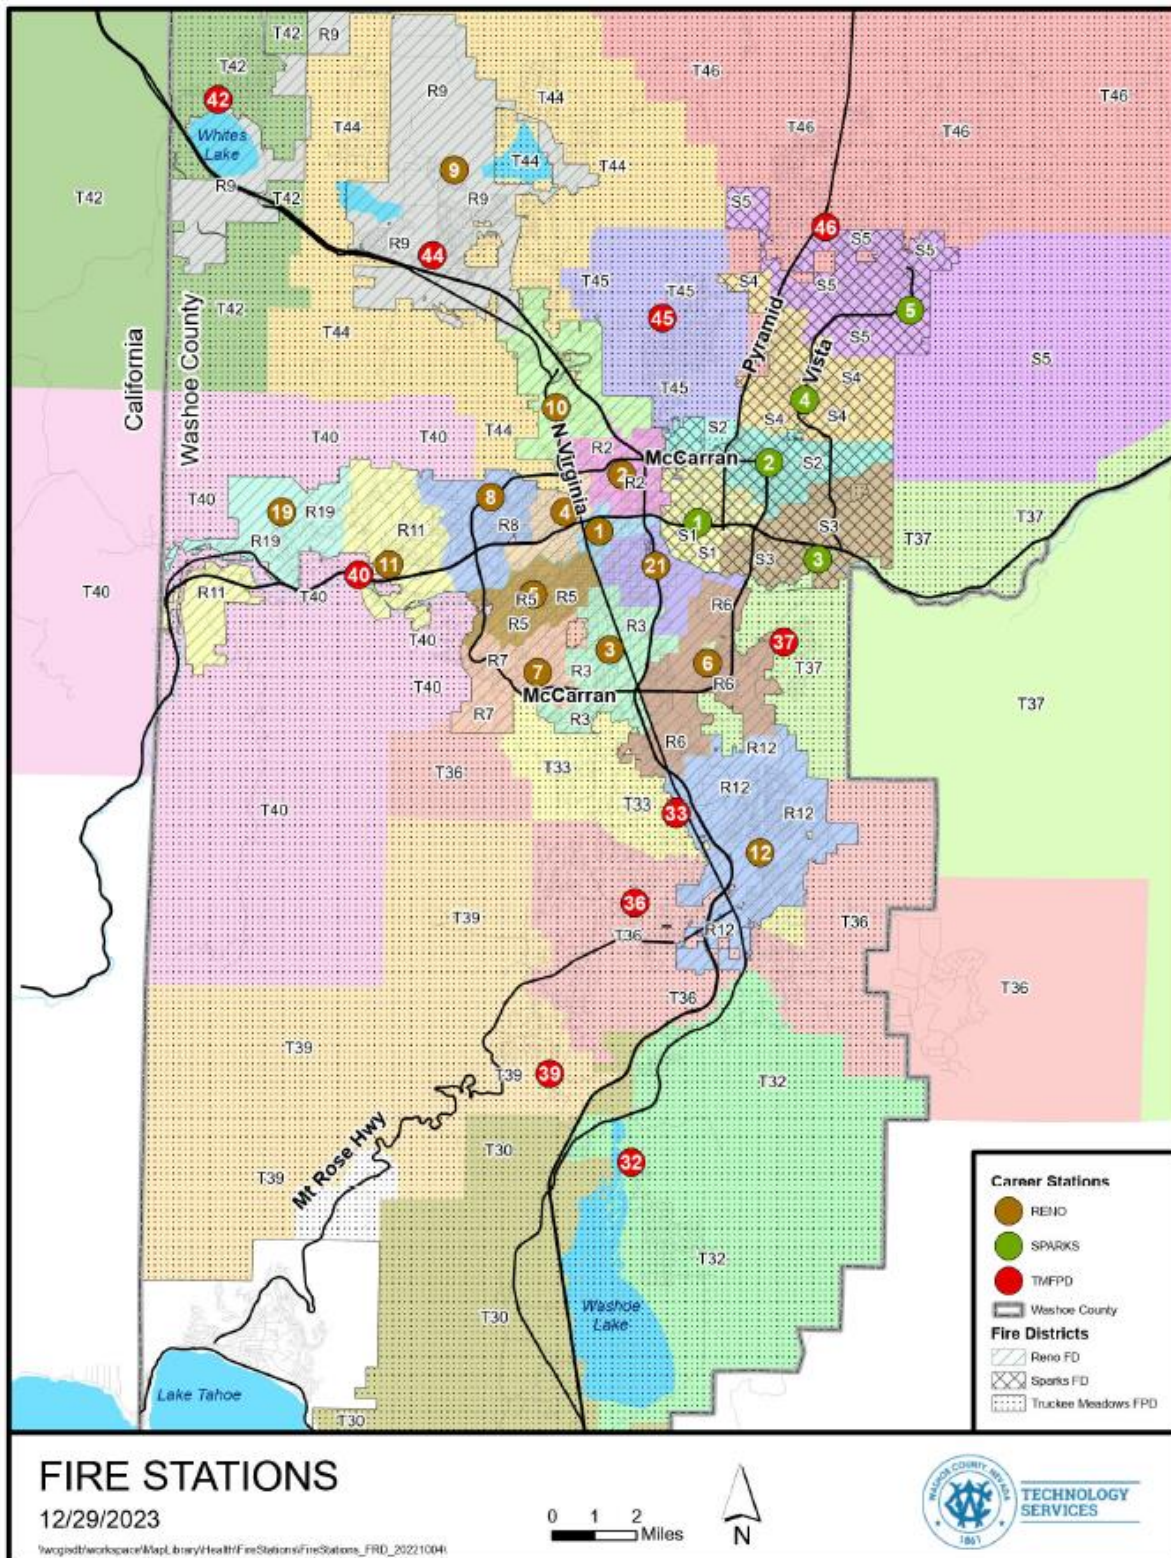 T42
R9
T42
R9
T46
T46
T44
42
T44
T46
T46
Whites
Lake
T44
T44
9
T42
R9
T42
R9
S5
R9
44
46
S5
S5
T42
T44
T45
T45
S4
S5
45
5
S5
S5
California
Washoe County
Pyramid
Vista
T45
S4
4
S4
S4
10
N Virginia
T40
T40
T44
R2
S2
McCarran
2
R2
2
S2
T40
19
R19
R19
R11
8
R8
4
1
1
S1
S1
S3
S3
3
T37
T37
11
40
T40
R11
T40
21
R5
R5
R5
R6
T40
R3
3
37
T37
R7
7
R3
6
R6
T40
McCarran
R7
R3
T37
R6
R12
T36
T33
R12
T40
T33
33
R12
12
36
T39
T36
R12
T36
T36
T36
T39
T39
39
T32
T30
32
T39
Mt Rose Hwy
T32
Washoe
Lake
T30
Lake Tahoe
T30
Career Stations
RENO
SPARKS
TMFPD
Washoe County
Fire Districts
Reno FD
Sparks FD
Truckee Meadows FPD
FIRE STATIONS
12/29/2023
0 1 2
Miles
N
WASHOE COUNTY, NEVADA
1861
TECHNOLOGY
SERVICES